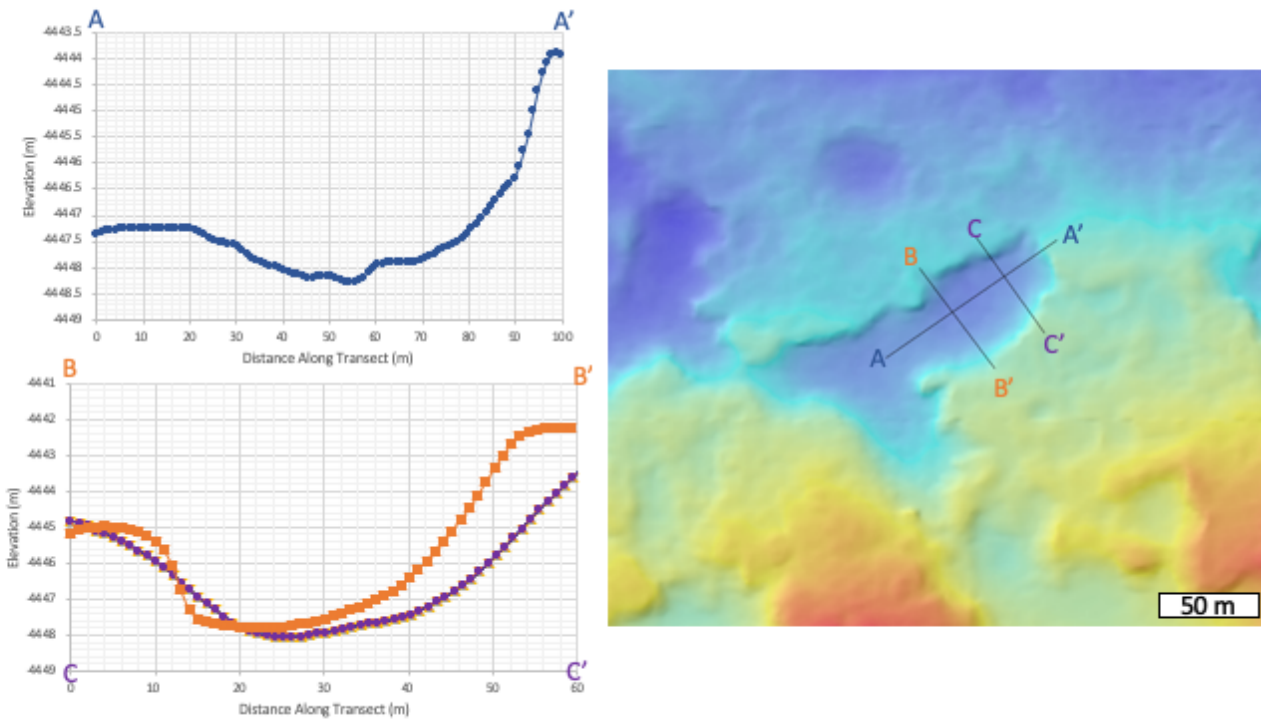 A A’
4443.5
4444
4444.5
4445
4445.5
4446
4446.5
4447
4447.5
4448
4448.5
4449
Elevation (m)
0 10 20 30 40 50 60 70 80 90 100
Distance Along Transect (m)
B B’
4441
4442
4443
4444
4445
4446
4447
4448
4449
Elevation (m)
C C’
0 10 20 30 40 50 60
Distance Along Transect (m)
C
A’
B
A
C’
B’
50 m